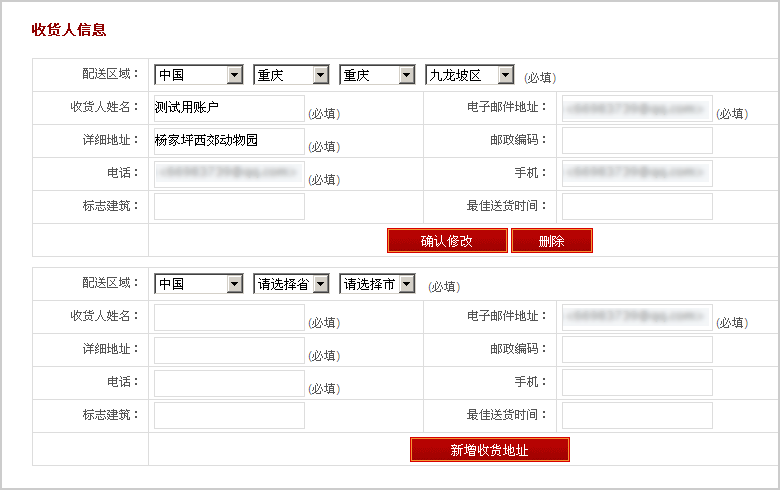 收货人信息
配送区域： 中国 重庆 重庆 九龙坡区 (必填)
收货人姓名： 测试用账户 (必填) 电子邮件地址： (必填)
详细地址： 杨家坪西郊动物园 (必填) 邮政编码：
电话： (必填) 手机：
标志建筑： 最佳送货时间：
确认修改 删除
配送区域： 中国 请选择省 请选择市 (必填)
收货人姓名： (必填) 电子邮件地址： (必填)
详细地址： (必填) 邮政编码：
电话： (必填) 手机：
标志建筑： 最佳送货时间：
新增收货地址